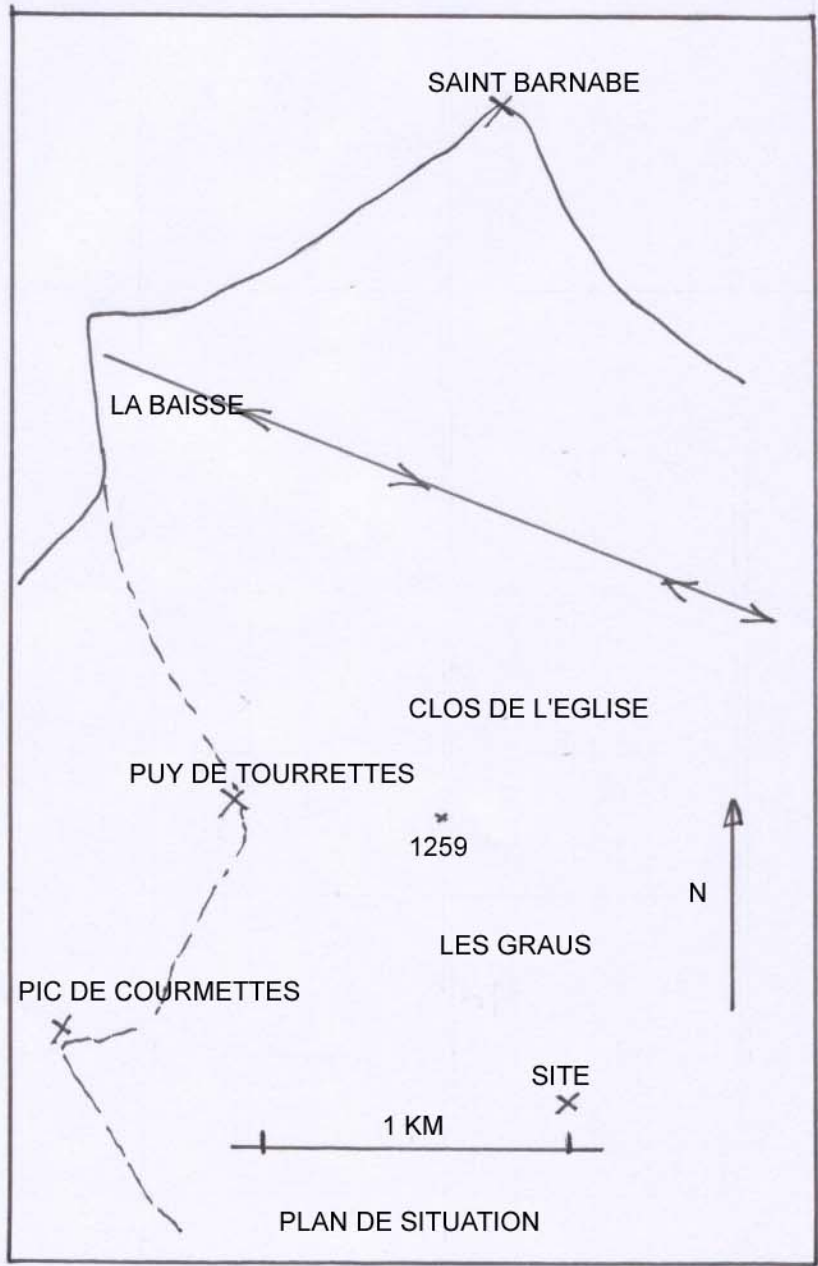 SAINT BARNABE
LA BAISSE
CLOS DE L'EGLISE
PUY DE TOURRETTES
1259
N
LES GRAUS
PIC DE COURMETTES
SITE
1 KM
PLAN DE SITUATION